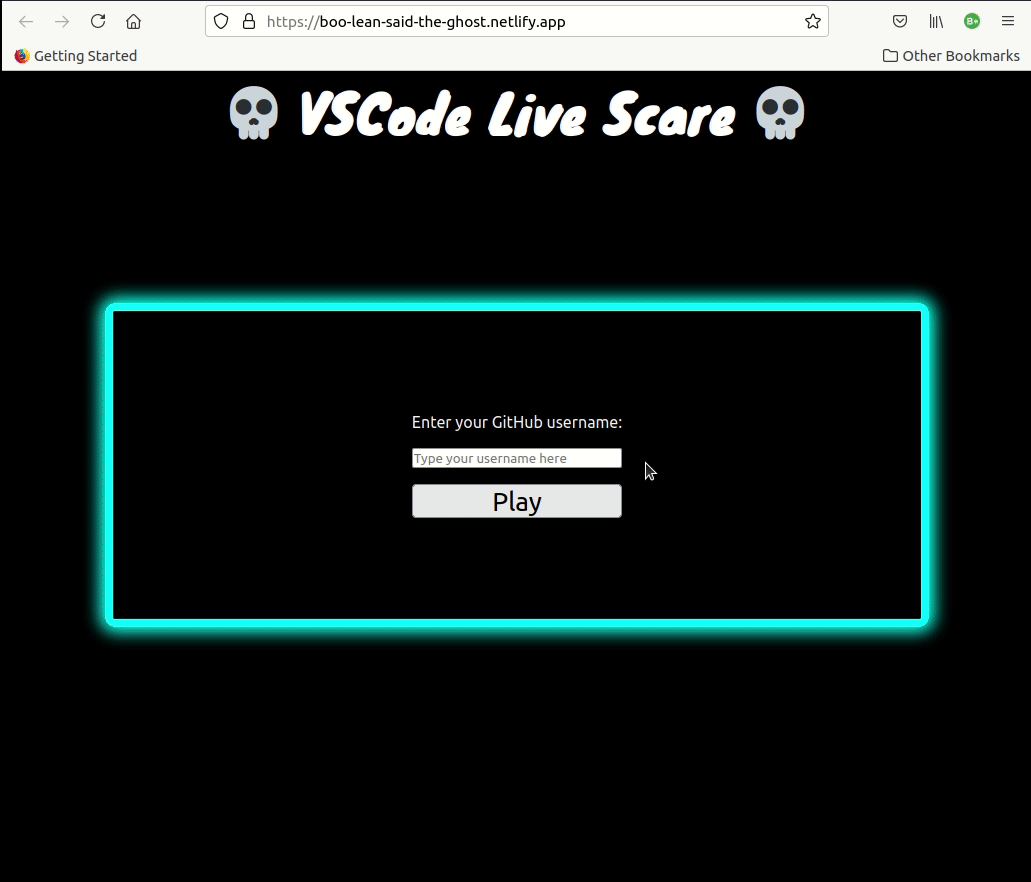 https://boo-lean-said-the-ghost.netlify.app
B+
Getting Started
Other Bookmarks
VSCode Live Scare
Enter your GitHub username:
Type your username here
Play